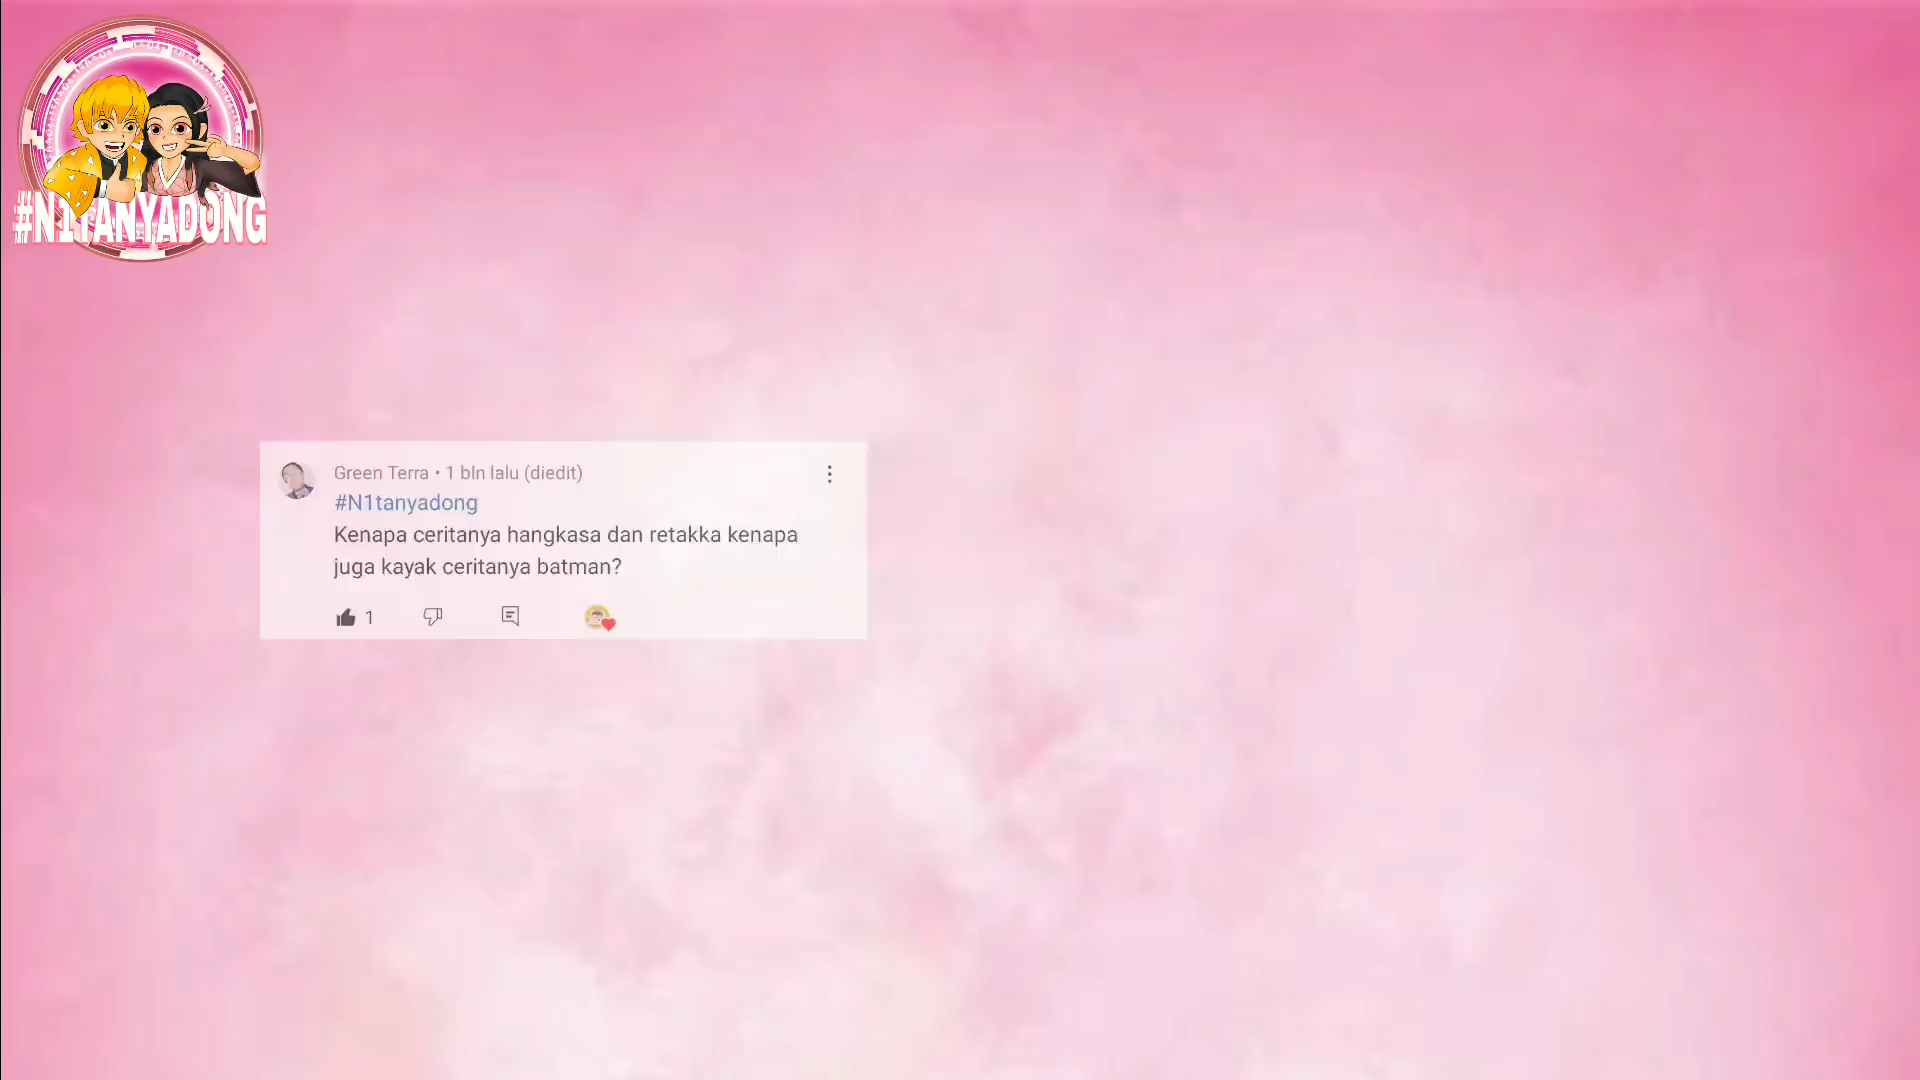 #N1TANYADONG
Green Terra • 1 bln lalu (diedit)
#N1tanyadong
Kenapa ceritanya hangkasa dan retakka kenapa
juga kayak ceritanya batman?
1